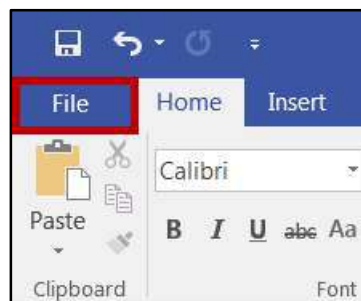 File Home Insert
Calibri
Paste
B I U abc Aa
Clipboard Font